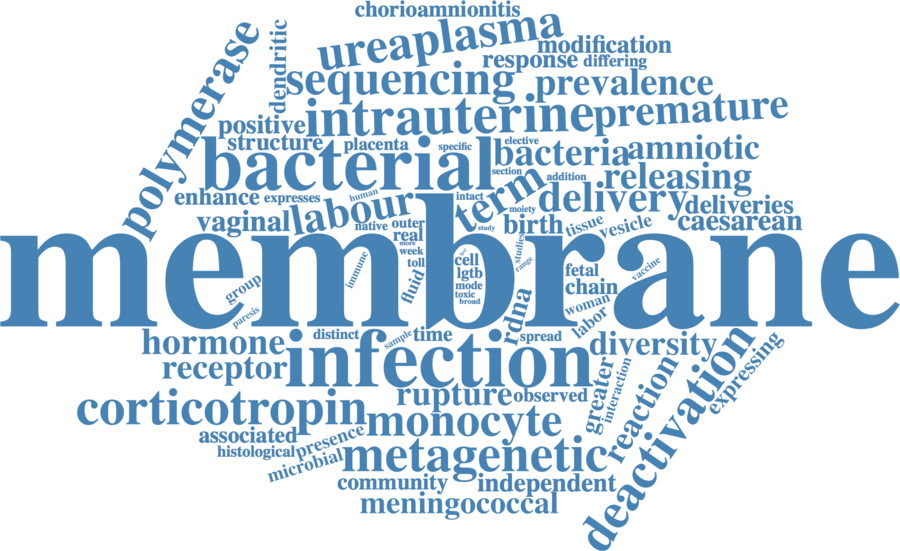 chorioamnionitis
ureaplasma
modification
polymerase
dendritic
response
differing
sequencing
prevalence
intrauterine
premature
positive
structure
placenta
specific
elective
bacterial
bacteria
amniotic
section
addition
releasing
enhance
expresses
human
intact
term
delivery
deliveries
vaginal
labour
native
outer
moiety
study
birth
tissue
vesicle
caesarean
real
more
week
toll
studies
range
membrane
immune
fluid
cell
lgtb
mode
toxic
broad
fetal
chain
vaccine
group
woman
labor
paresis
rdna
hormone
distinct
sample
time
spread
diversity
receptor
infection
expressing
rupture
observed
greater
interaction
reaction
deactivation
corticotropin
monocyte
associated
presence
histological
microbial
metagenetic
community
independent
meningococcal